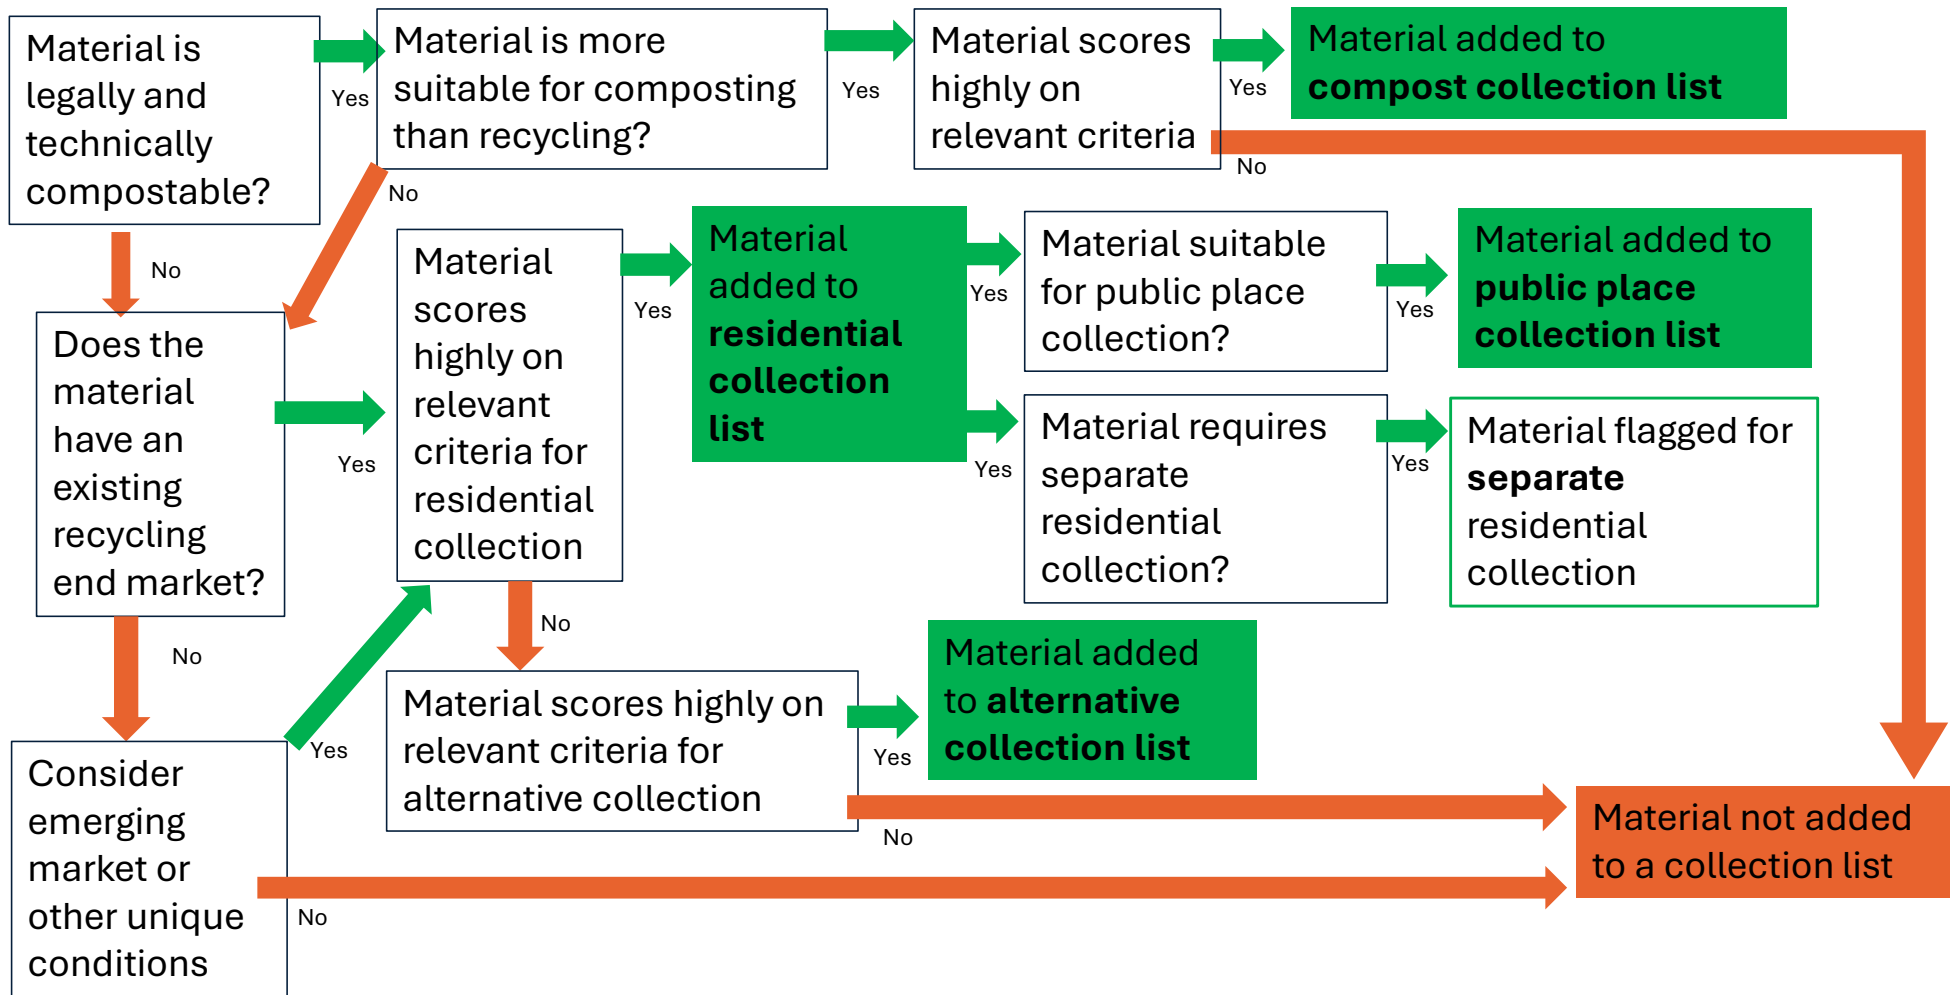 Material is
legally and
technically
compostable?
Yes
Material is more
suitable for composting
than recycling?
Yes
Material scores
highly on
relevant criteria
Yes
Material added to
compost collection list
No
No
No
Does the
material
have an
existing
recycling
end market?
Yes
Material
scores
highly on
relevant
criteria for
residential
collection
Yes
Material
added to
residential
collection
list
Yes
Material suitable
for public place
collection?
Yes
Material added to
public place
collection list
Yes
Material requires
separate
residential
collection?
Yes
Material flagged for
separate
residential
collection
No
No
Consider
emerging
market or
other unique
conditions
Yes
Material scores highly on
relevant criteria for
alternative collection
Yes
Material added
to alternative
collection list
No
No
Material not added
to a collection list